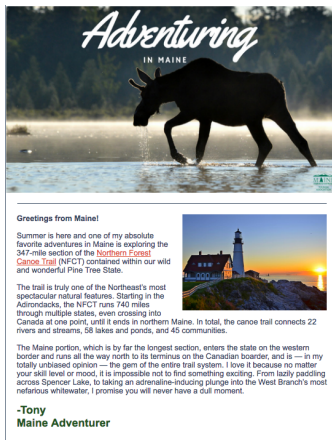 Adventuring
IN MAINE
MAINE
Greetings from Maine!
Summer is here and one of my absolute
favorite adventures in Maine is exploring the
347-mile section of the Northern Forest
Canoe Trail (NFCT) contained within our wild
and wonderful Pine Tree State.
The trail is truly one of the Northeast's most
spectacular natural features. Starting in the
Adirondacks, the NFCT runs 740 miles
through multiple states, even crossing into
Canada at one point, until it ends in northern Maine. In total, the canoe trail connects 22
rivers and streams, 58 lakes and ponds, and 45 communities.
The Maine portion, which is by far the longest section, enters the state on the western
border and runs all the way north to its terminus on the Canadian boarder, and is — in my
totally unbiased opinion — the gem of the entire trail system. I love it because no matter
your skill level or mood, it is impossible not to find something exciting. From lazily paddling
across Spencer Lake, to taking an adrenaline-inducing plunge into the West Branch's most
nefarious whitewater, I promise you will never have a dull moment.
-Tony
Maine Adventurer